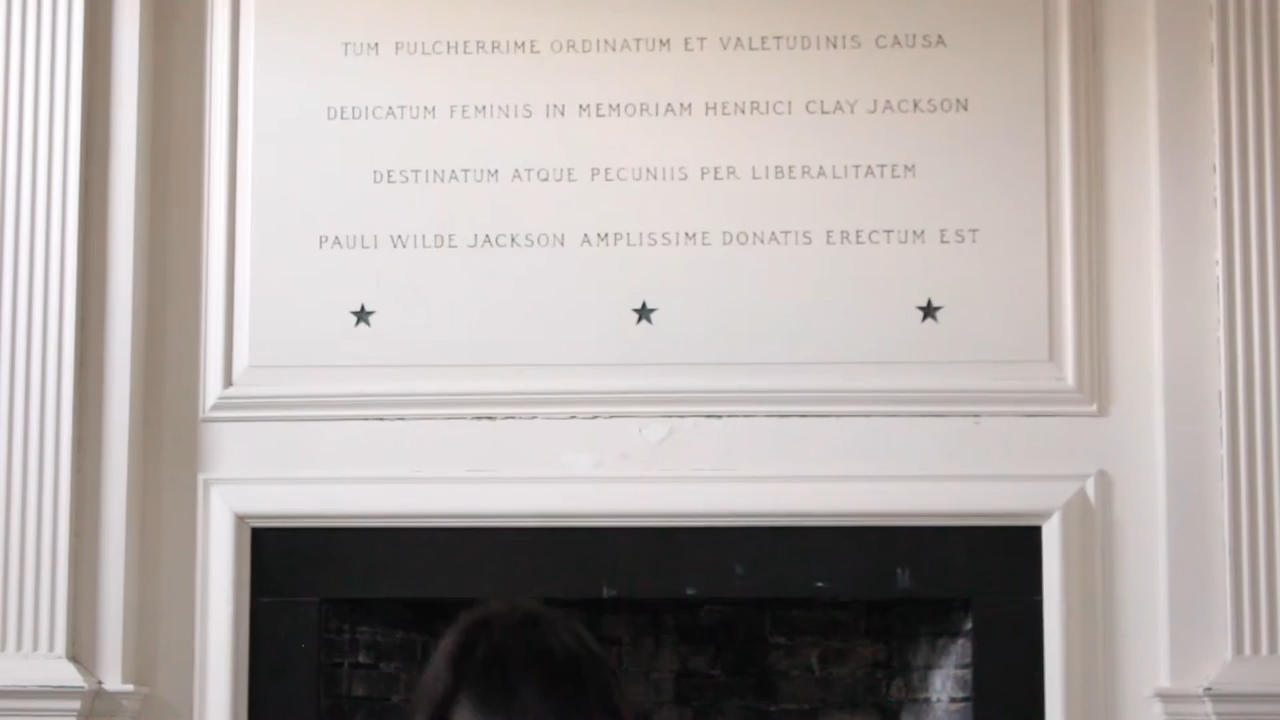 TUM PULCHERRIME ORDINATUM ET VALETUDINIS CAUSA
DEDICATUM FEMINIS IN MEMORIAM HENRICI CLAY JACKSON
DESTINATUM ATQUE PECUNIIS PER LIBERALITATEM
PAULI WILDE JACKSON AMPLISSIME DONATIS ERECTUM EST